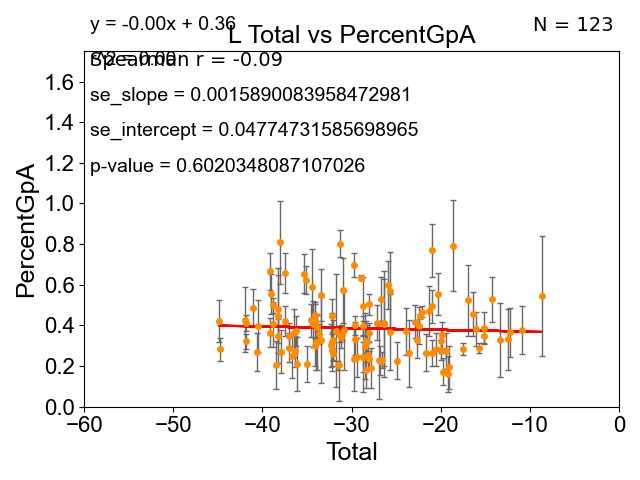 y = -0.00x + 0.36
L Total vs PercentGpA
N = 123
Spearman r = -0.09
se_slope = 0.0015890083958472981
se_intercept = 0.04774731585698965
p-value = 0.6020348087107026
PercentGpA
1.6
1.4
1.2
1.0
0.8
0.6
0.4
0.2
0.0
−60
−50
−40
−30
−20
−10
0
Total